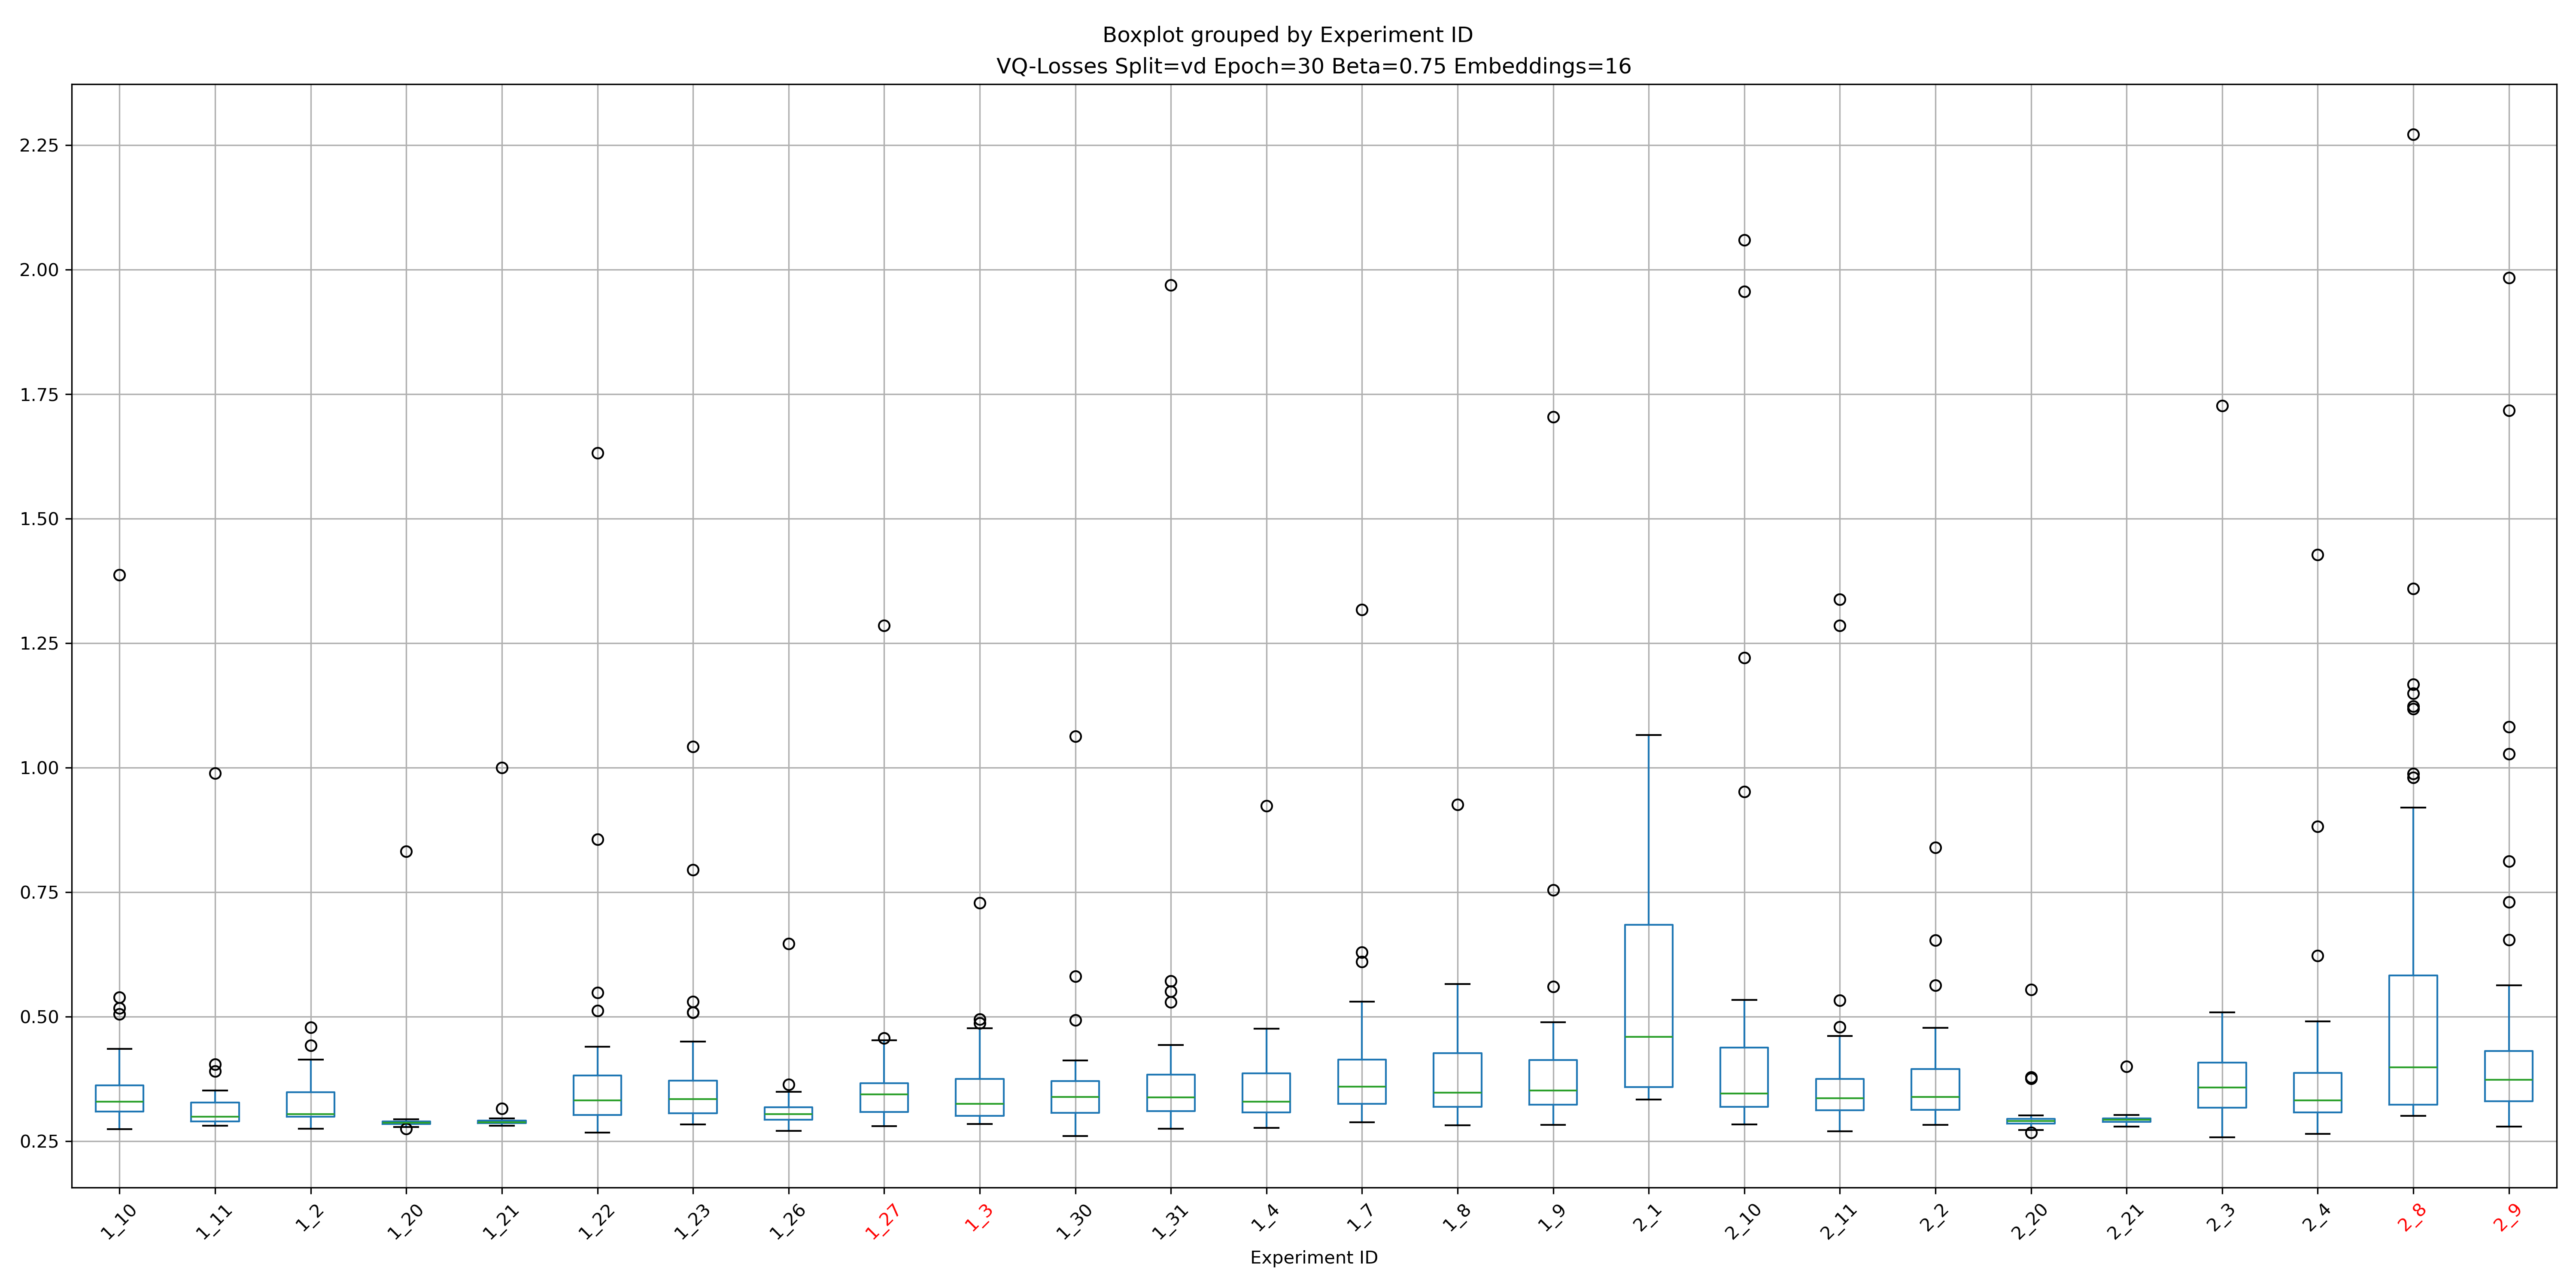 Boxplot grouped by Experiment ID
VQ-Losses Split=vd Epoch=30 Beta=0.75 Embeddings=16
2.25
2.00
1.75
1.50
1.25
1.00
0.75
0.50
0.25
1_10 1_11 1_2 1_20 1_21 1_22 1_23 1_26 1_27 1_3 1_30 1_31 1_4 1_7 1_8 1_9 2_1 2_10 2_11 2_2 2_20 2_21 2_3 2_4 2_8 2_9
Experiment ID